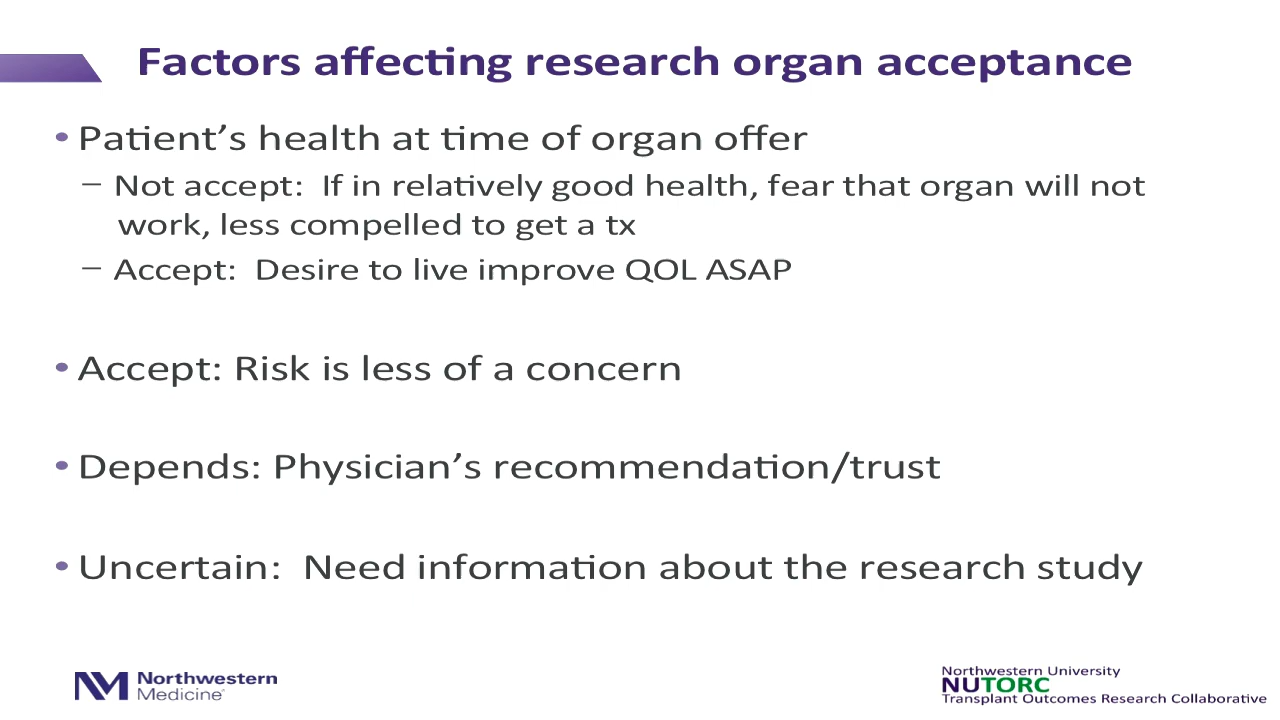 Factors affecting research organ acceptance
• Patient’s health at time of organ offer
– Not accept:  If in relatively good health, fear that organ will not
work, less compelled to get a tx
– Accept:  Desire to live improve QOL ASAP
• Accept: Risk is less of a concern
• Depends: Physician’s recommendation/trust
• Uncertain:  Need information about the research study
NM Northwestern
Medicine®
Northwestern University
NUTORC
Transplant Outcomes Research Collaborative